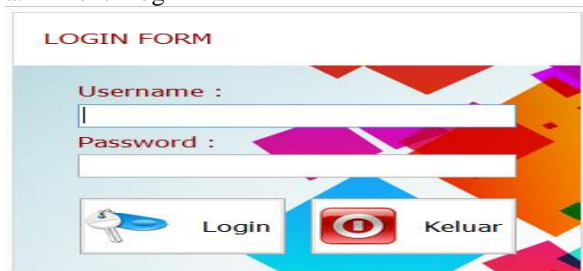 LOGIN FORM
Username :
Password :
Login
Keluar